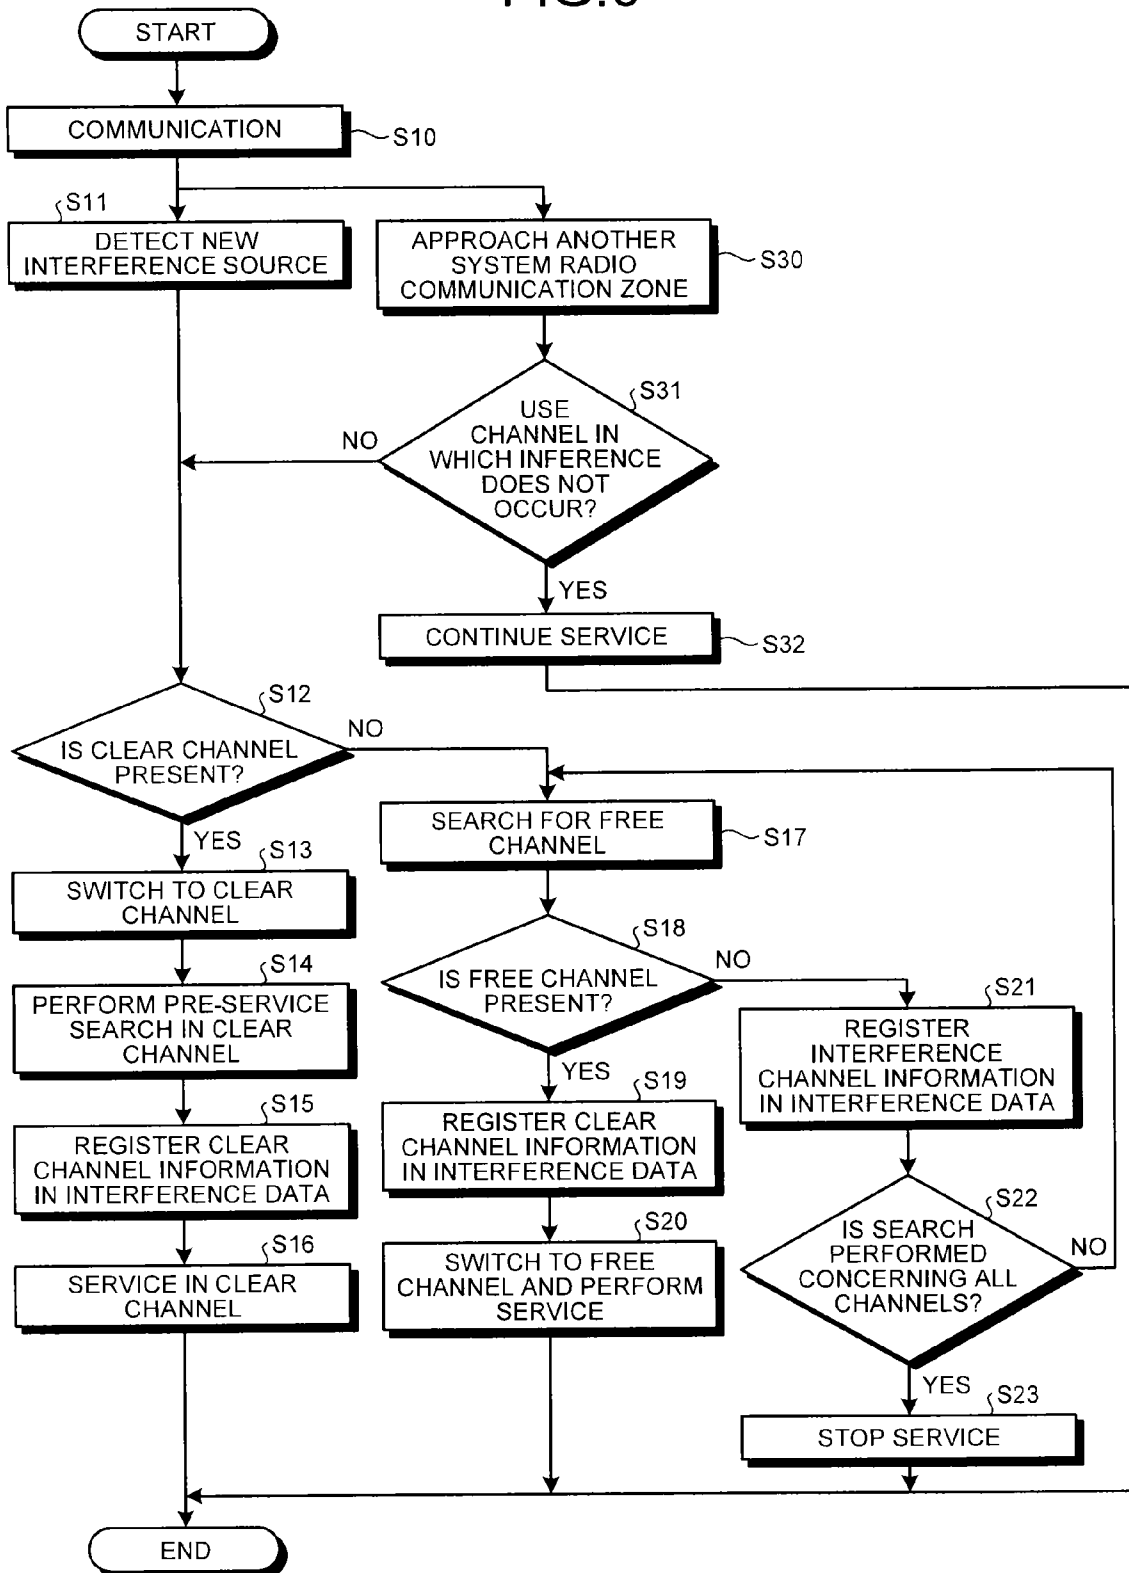 START
COMMUNICATION
S10
S11
DETECT NEW
INTERFERENCE SOURCE
APPROACH ANOTHER
SYSTEM RADIO
COMMUNICATION ZONE
S30
S31
USE
CHANNEL IN
WHICH INFERENCE
DOES NOT
OCCUR?
NO
YES
CONTINUE SERVICE
S32
S12
IS CLEAR CHANNEL
PRESENT?
NO
YES
S13
SWITCH TO CLEAR
CHANNEL
S14
PERFORM PRE-SERVICE
SEARCH IN CLEAR
CHANNEL
S15
REGISTER CLEAR
CHANNEL INFORMATION
IN INTERFERENCE DATA
S16
SERVICE IN CLEAR
CHANNEL
SEARCH FOR FREE
CHANNEL
S17
S18
IS FREE CHANNEL
PRESENT?
NO
YES
S19
REGISTER CLEAR
CHANNEL INFORMATION
IN INTERFERENCE DATA
S20
SWITCH TO FREE
CHANNEL AND PERFORM
SERVICE
S21
REGISTER
INTERFERENCE
CHANNEL INFORMATION
IN INTERFERENCE DATA
S22
IS SEARCH
PERFORMED
CONCERNING ALL
CHANNELS?
NO
YES
S23
STOP SERVICE
END